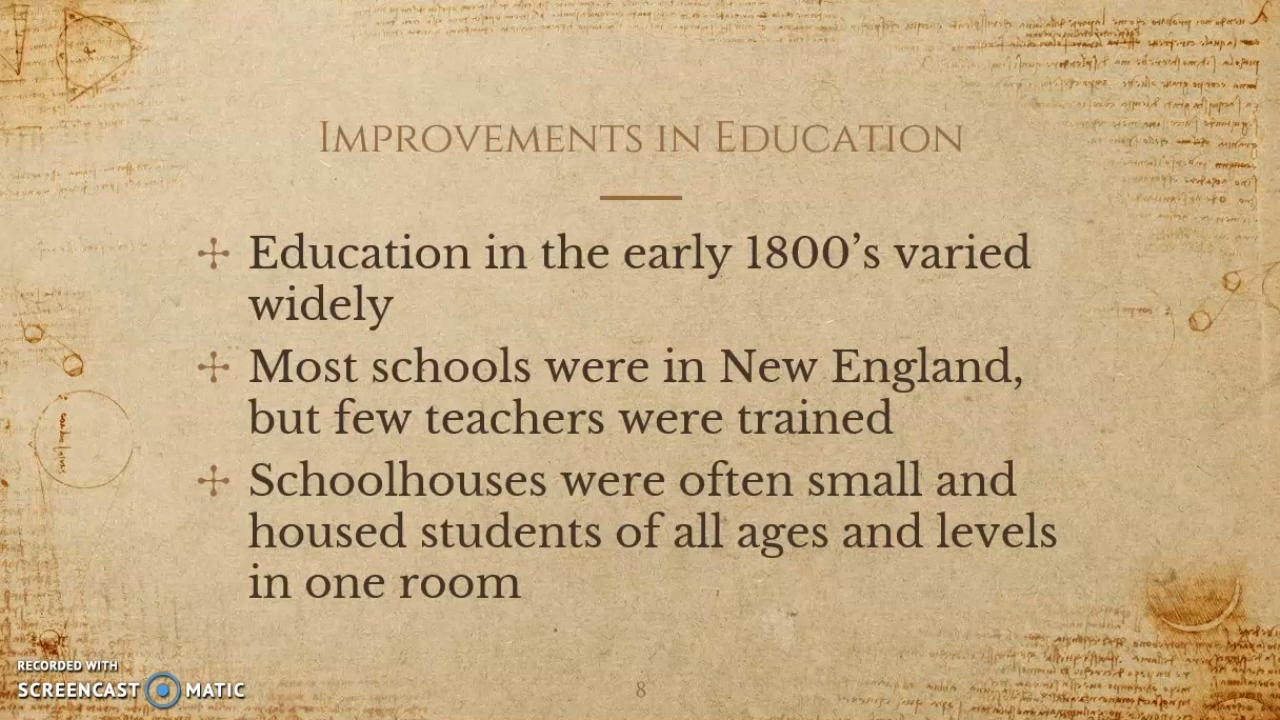 Improvements in Education
Education in the early 1800’s varied
widely
Most schools were in New England,
but few teachers were trained
Schoolhouses were often small and
housed students of all ages and levels
in one room
RECORDED WITH
SCREENCAST MATIC
8